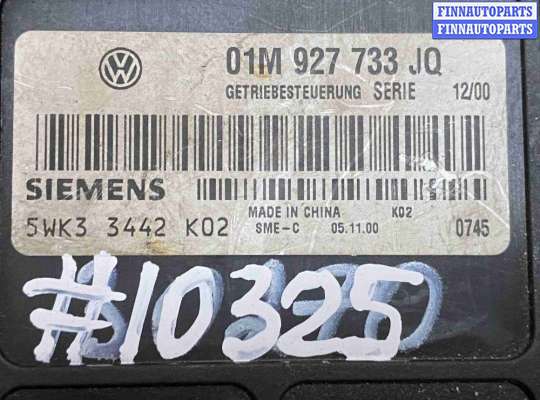 FINNAUTOPARTS
FINNAUTOPARTS
01M 927 733 JQ
GETRIEBESTEUERUNG SERIE 12/00
SIEMENS
MADE IN CHINA K02
5WK3 3442 K02 SME-C 05.11.00 0745
#10325